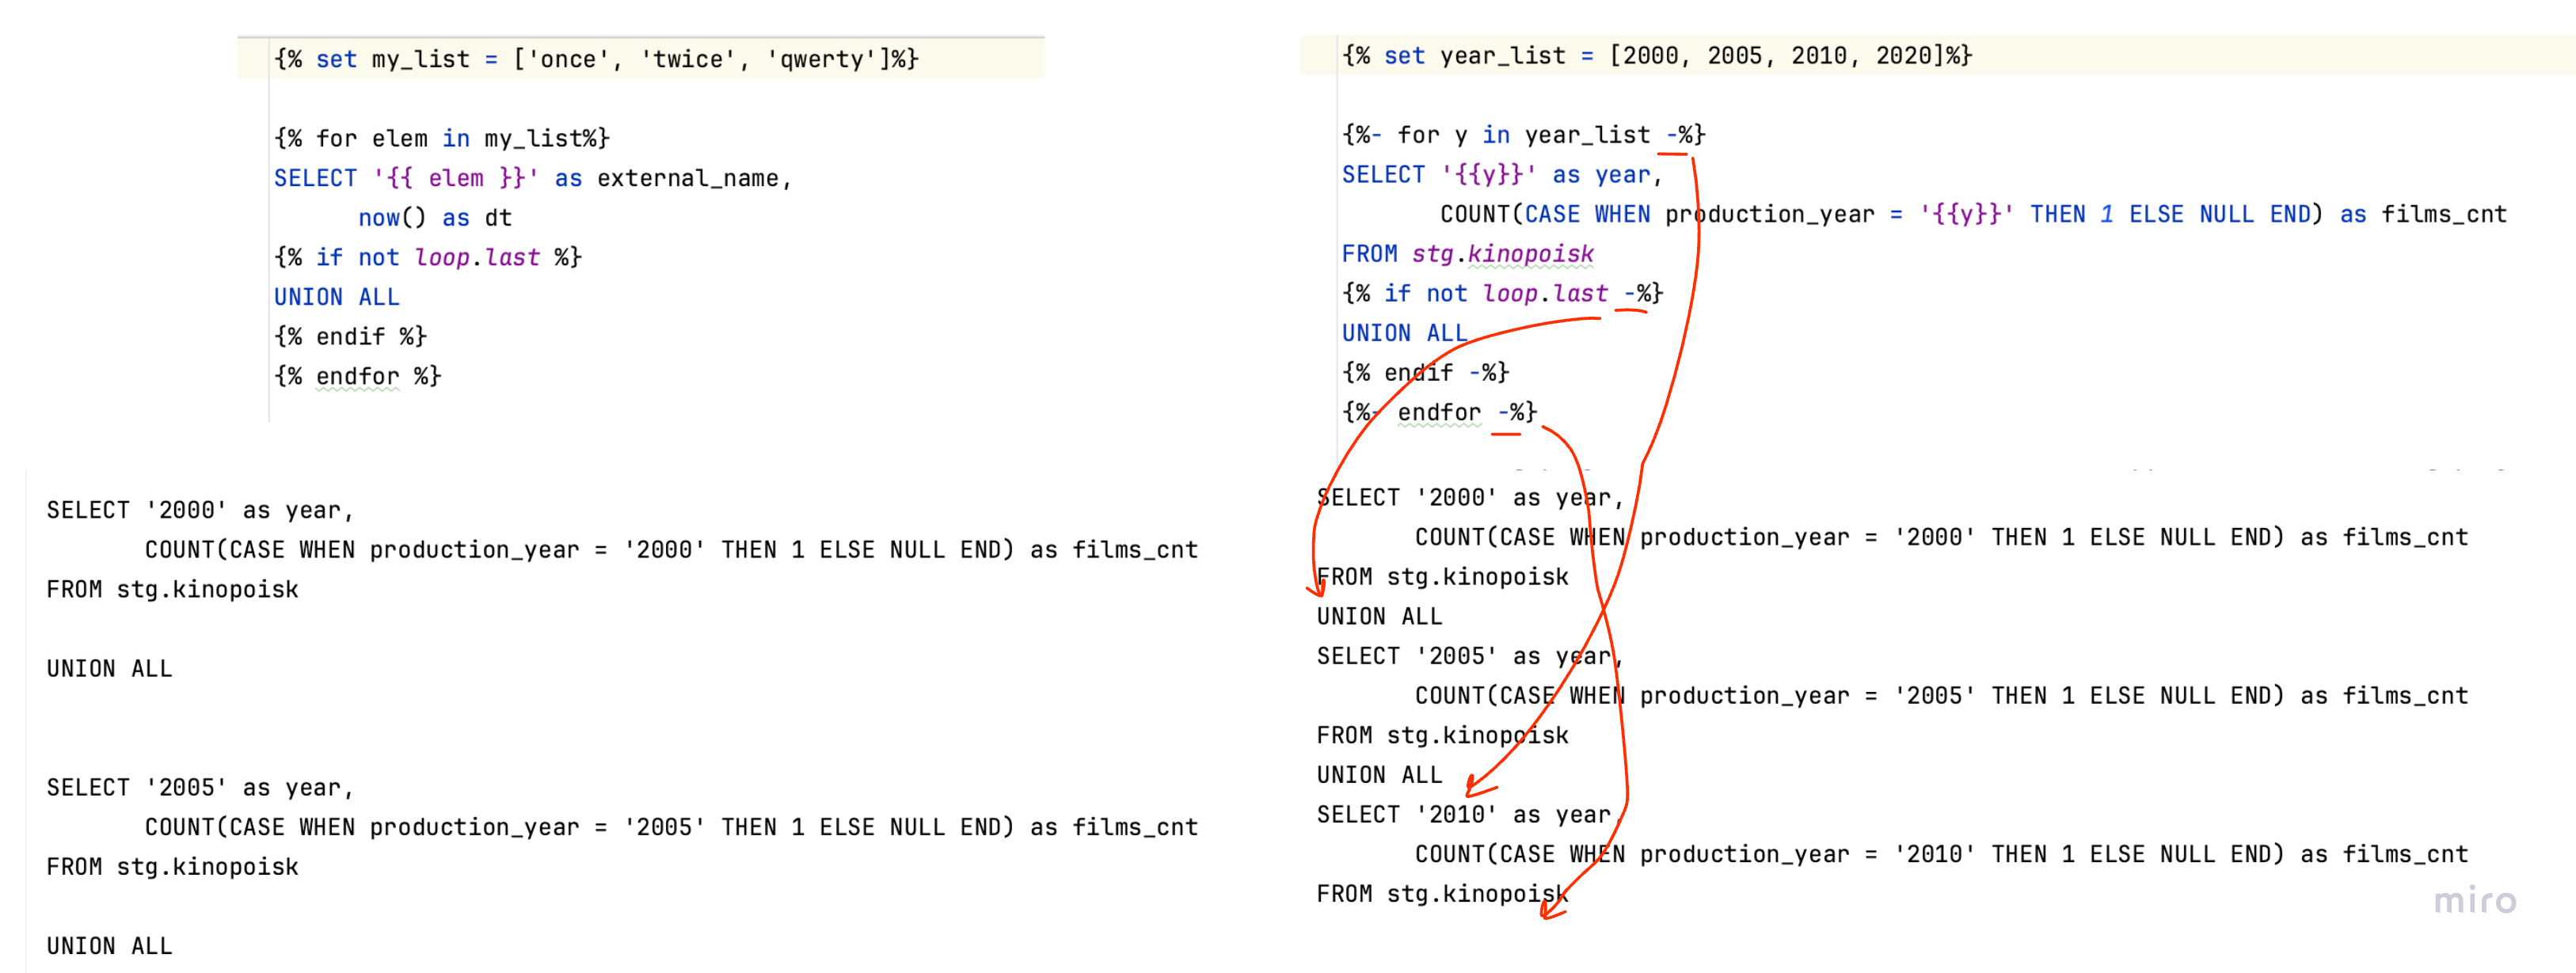 {% set my_list = ['once', 'twice', 'qwerty']%}
{% for elem in my_list%}
SELECT '{{ elem }}' as external_name,
now() as dt
{% if not loop.last %}
UNION ALL
{% endif %}
{% endfor %}
{% set year_list = [2000, 2005, 2010, 2020]%}
{%- for y in year_list -%}
SELECT '{{y}}' as year,
COUNT(CASE WHEN production_year = '{{y}}' THEN 1 ELSE NULL END) as films_cnt
FROM stg.kinopoisk
{% if not loop.last -%}
UNION ALL
{% endif -%}
{%- endfor -%}
SELECT '2000' as year,
COUNT(CASE WHEN production_year = '2000' THEN 1 ELSE NULL END) as films_cnt
FROM stg.kinopoisk
UNION ALL
SELECT '2005' as year,
COUNT(CASE WHEN production_year = '2005' THEN 1 ELSE NULL END) as films_cnt
FROM stg.kinopoisk
UNION ALL
SELECT '2000' as year,
COUNT(CASE WHEN production_year = '2000' THEN 1 ELSE NULL END) as films_cnt
FROM stg.kinopoisk
UNION ALL
SELECT '2005' as year,
COUNT(CASE WHEN production_year = '2005' THEN 1 ELSE NULL END) as films_cnt
FROM stg.kinopoisk
UNION ALL
SELECT '2010' as year,
COUNT(CASE WHEN production_year = '2010' THEN 1 ELSE NULL END) as films_cnt
FROM stg.kinopoisk
miro